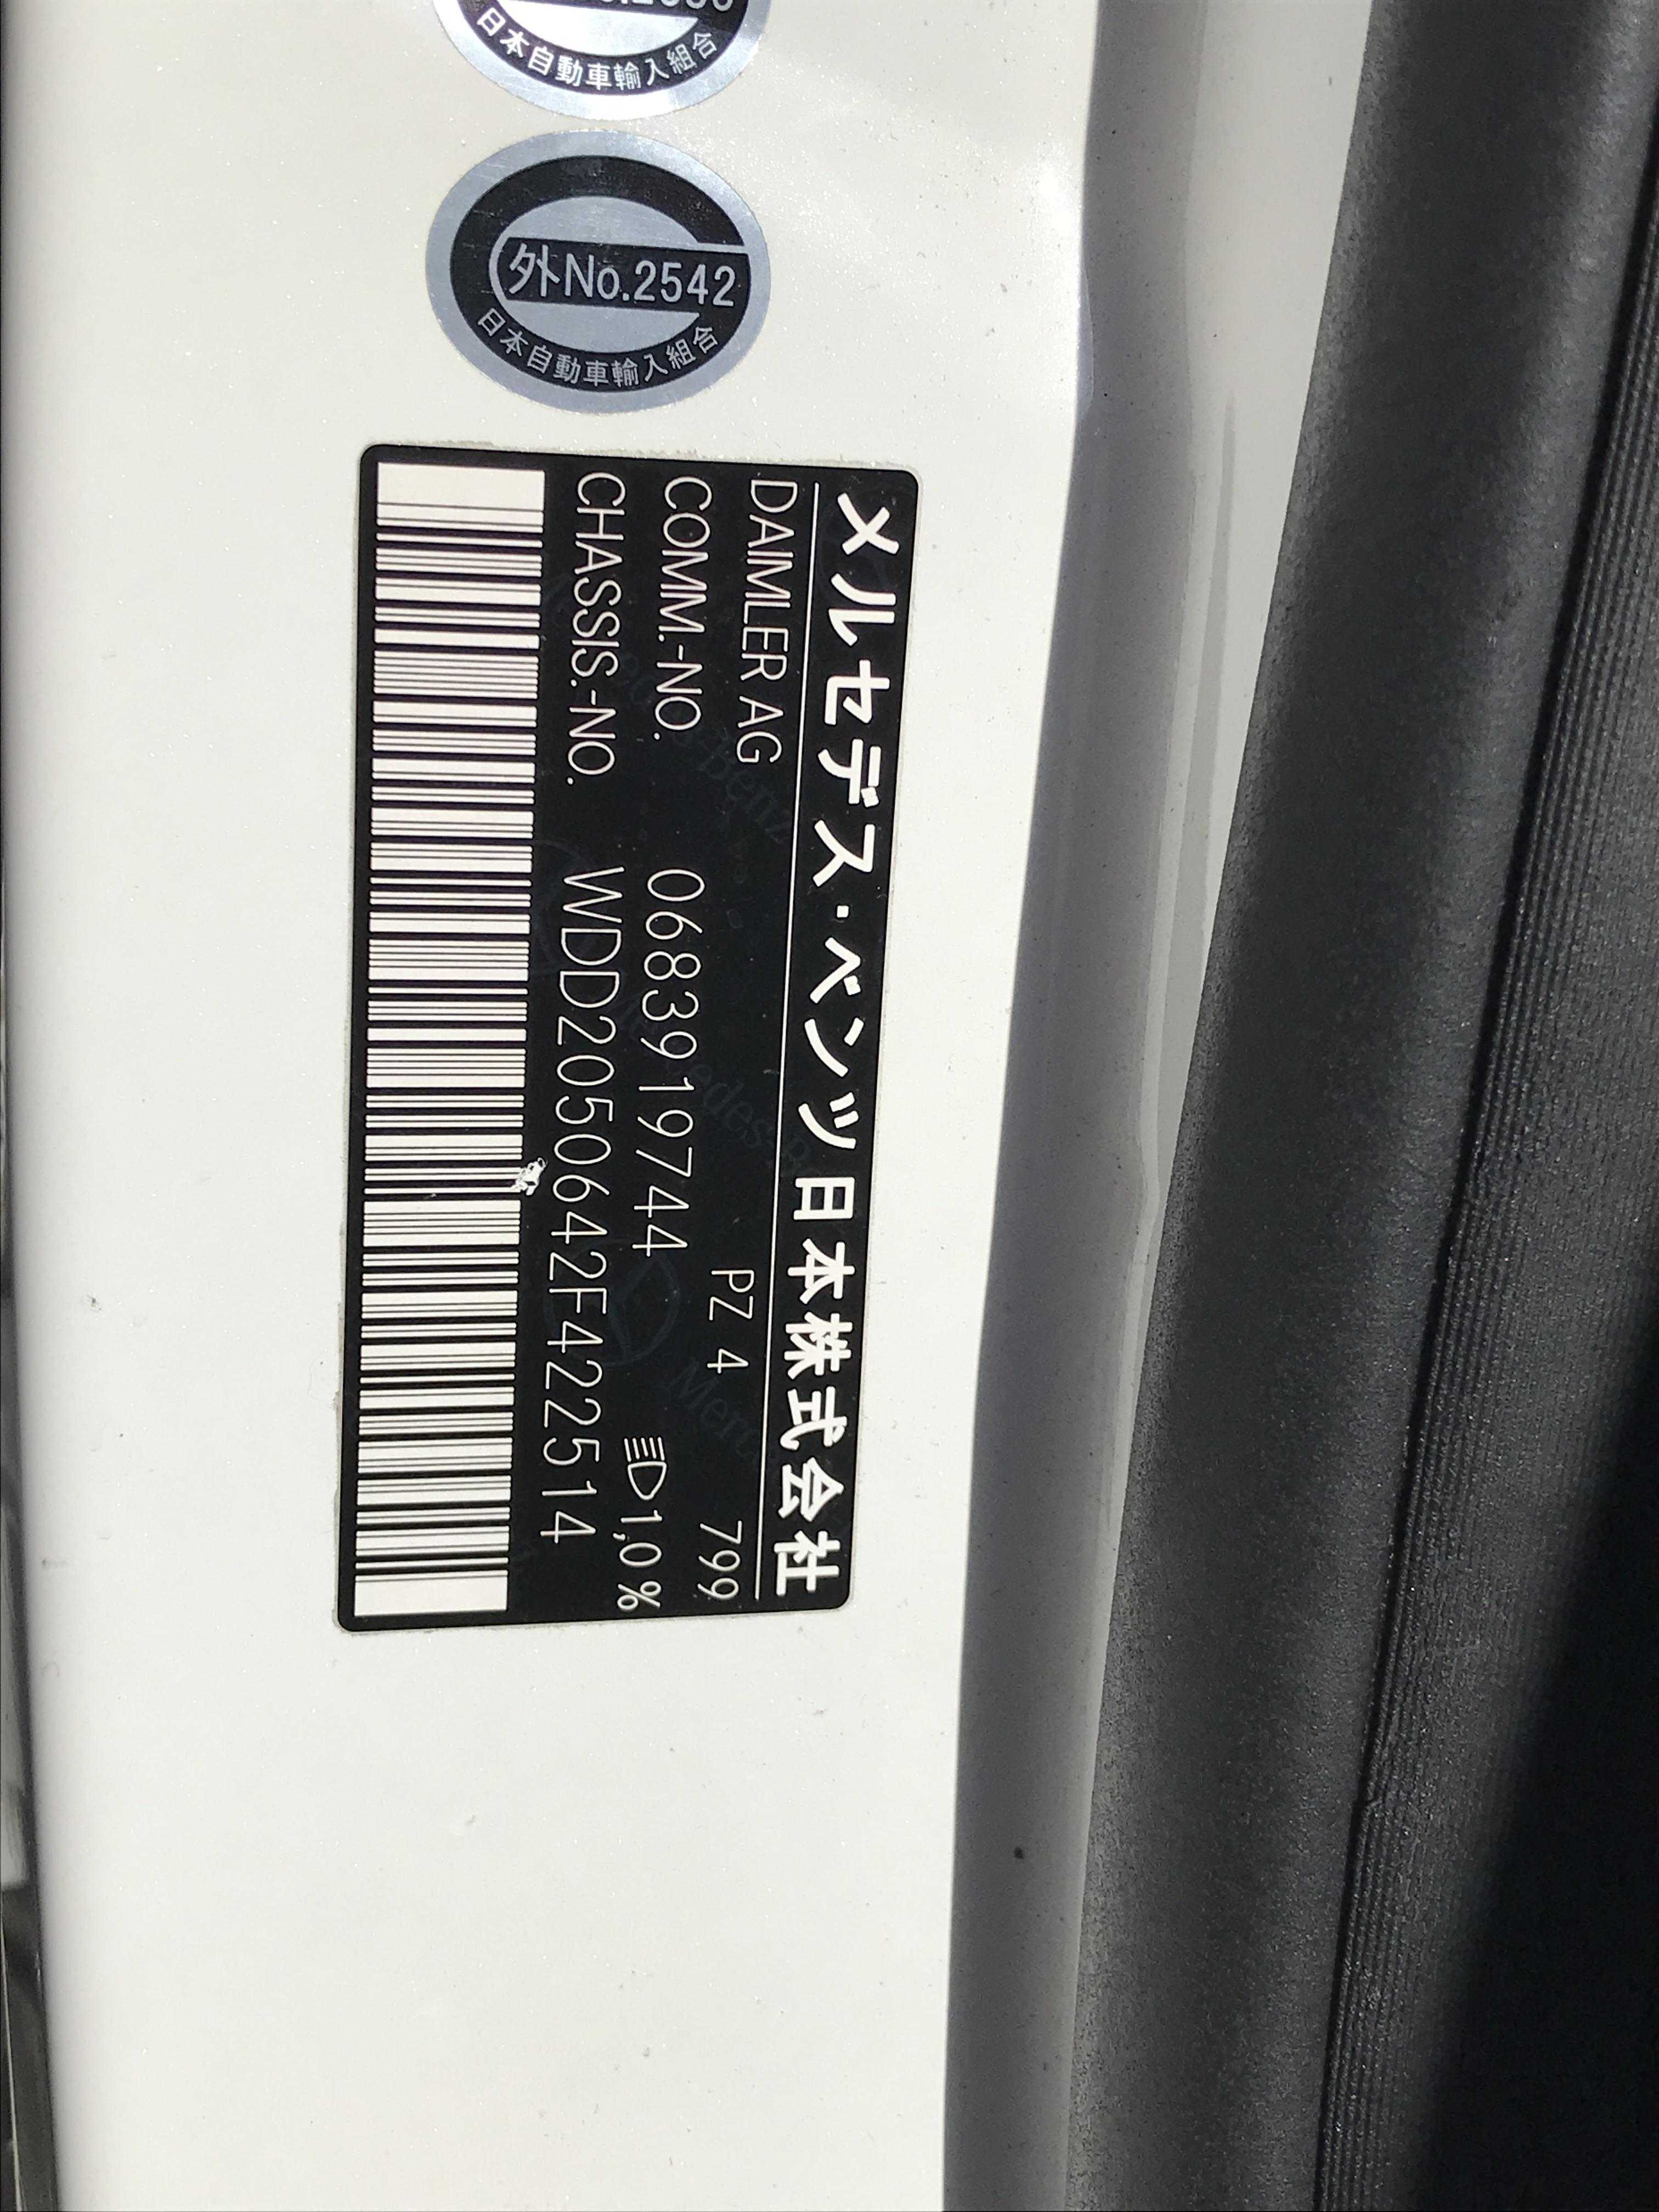 日本自動車輸入組合
外No.2542
日本自動車輸入組合
メルセデス・ベンツ日本株式会社
DAIMLER AG PZ 4 799
COMM.-NO. 0683919744 1,0%
CHASSIS.-NO. WDD2050642F422514
Mercedes-Benz